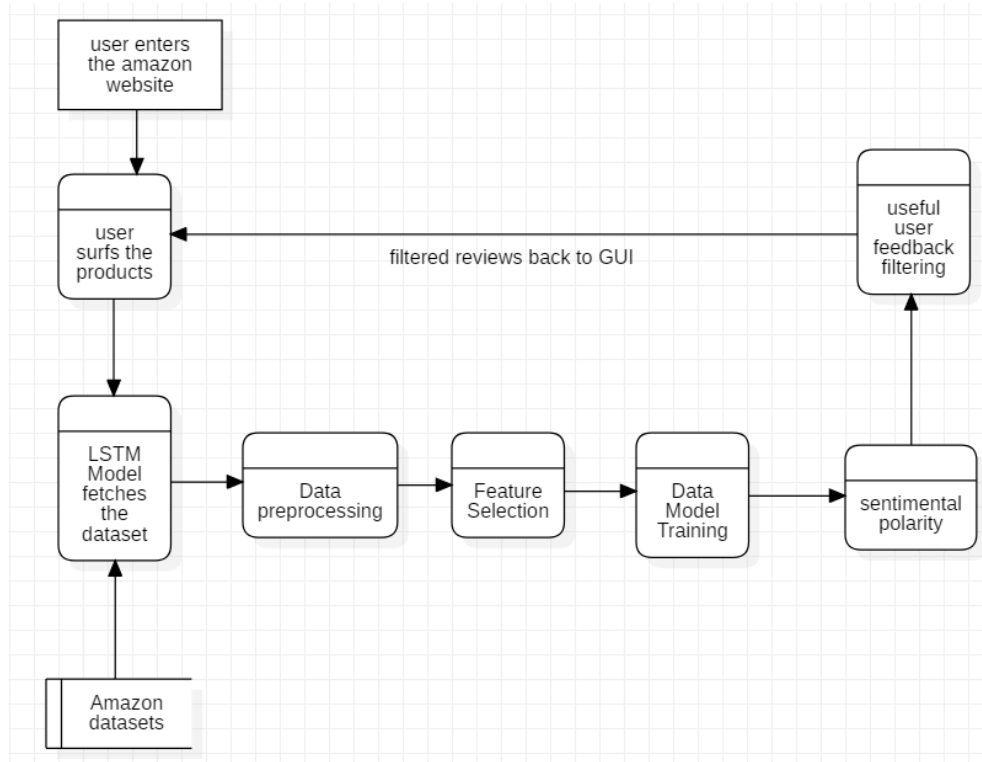 user enters
the amazon
website
user
surfs the
products
filtered reviews back to GUI
useful
user
feedback
filtering
LSTM
Model
fetches
the
dataset
Data
preprocessing
Feature
Selection
Data
Model
Training
sentimental
polarity
Amazon
datasets